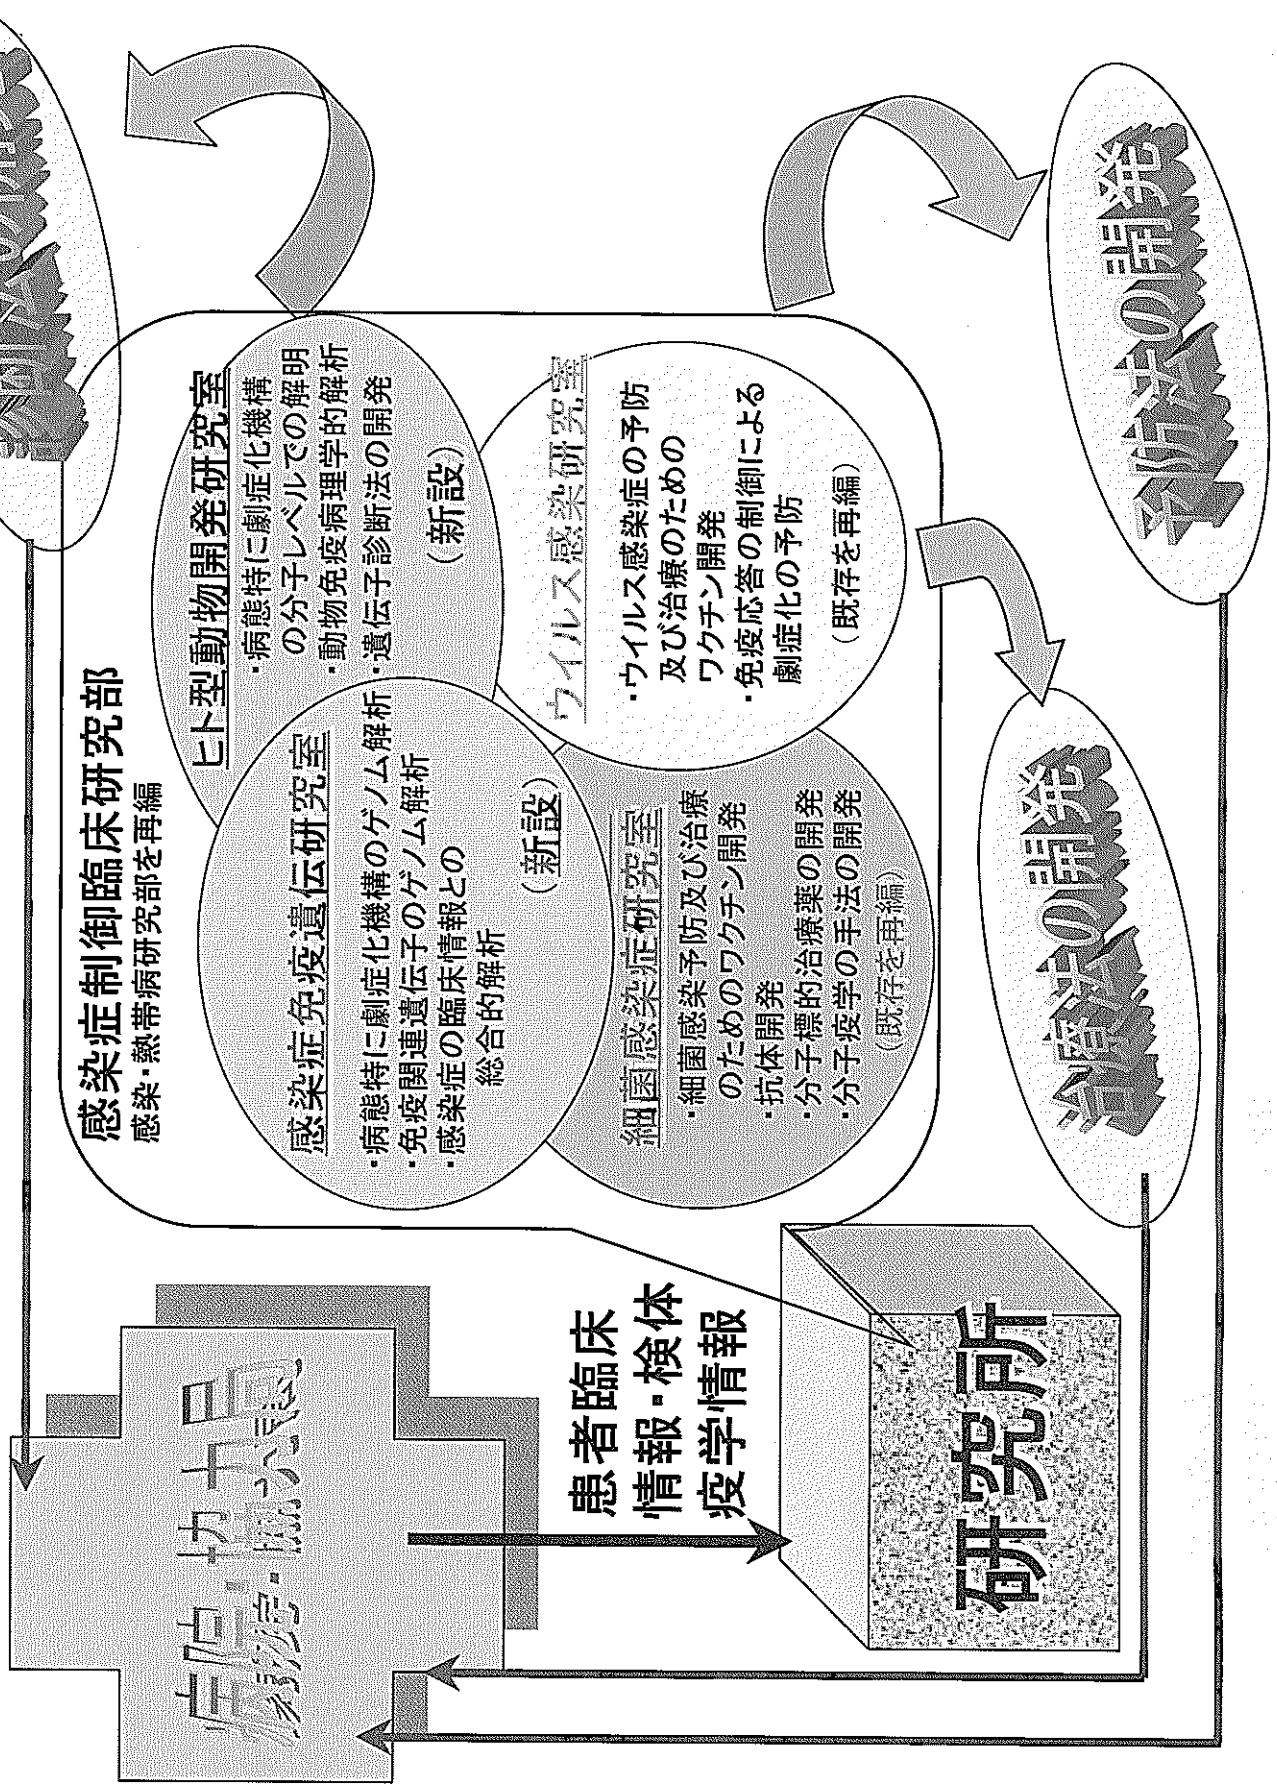 感染症制御臨床研究部
感染・熱帯病研究部を再編
ヒト型動物開発研究室
・病態特に劇症化機構
の分子レベルでの解明
・動物免疫病理学的解析
・遺伝子診断法の開発
（新設）
感染症免疫遺伝研究室
・病態特に劇症化機構のゲノム解析
・免疫関連遺伝子のゲノム解析
・感染症の臨床情報との
総合的解析
（新設）
ウイルス感染研究室
・ウイルス感染症の予防
及び治療のための
ワクチン開発
・免疫応答の制御による
劇症化の予防
（既存を再編）
細菌感染症研究室
・細菌感染予防及び治療
のためのワクチン開発
・抗体開発
・分子標的治療薬の開発
・分子疫学の手法の開発
（既存を再編）
病院・協力
患者臨床
情報・検体
疫学情報
研究所
治療法の開発
予防法の開発